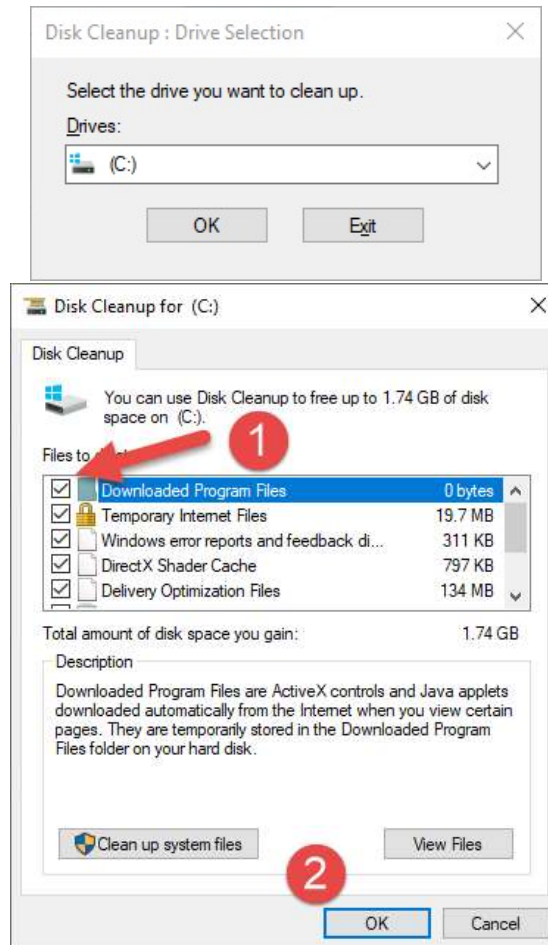 Disk Cleanup : Drive Selection
Select the drive you want to clean up.
Drives:
(C:)
OK Exit
Disk Cleanup for (C:)
Disk Cleanup
You can use Disk Cleanup to free up to 1.74 GB of disk
space on (C:).
1
Files to
Downloaded Program Files 0 bytes
Temporary Internet Files 19.7 MB
Windows error reports and feedback di... 311 KB
DirectX Shader Cache 797 KB
Delivery Optimization Files 134 MB
Total amount of disk space you gain: 1.74 GB
Description
Downloaded Program Files are ActiveX controls and Java applets
downloaded automatically from the Internet when you view certain
pages. They are temporarily stored in the Downloaded Program
Files folder on your hard disk.
Clean up system files View Files
2
OK Cancel